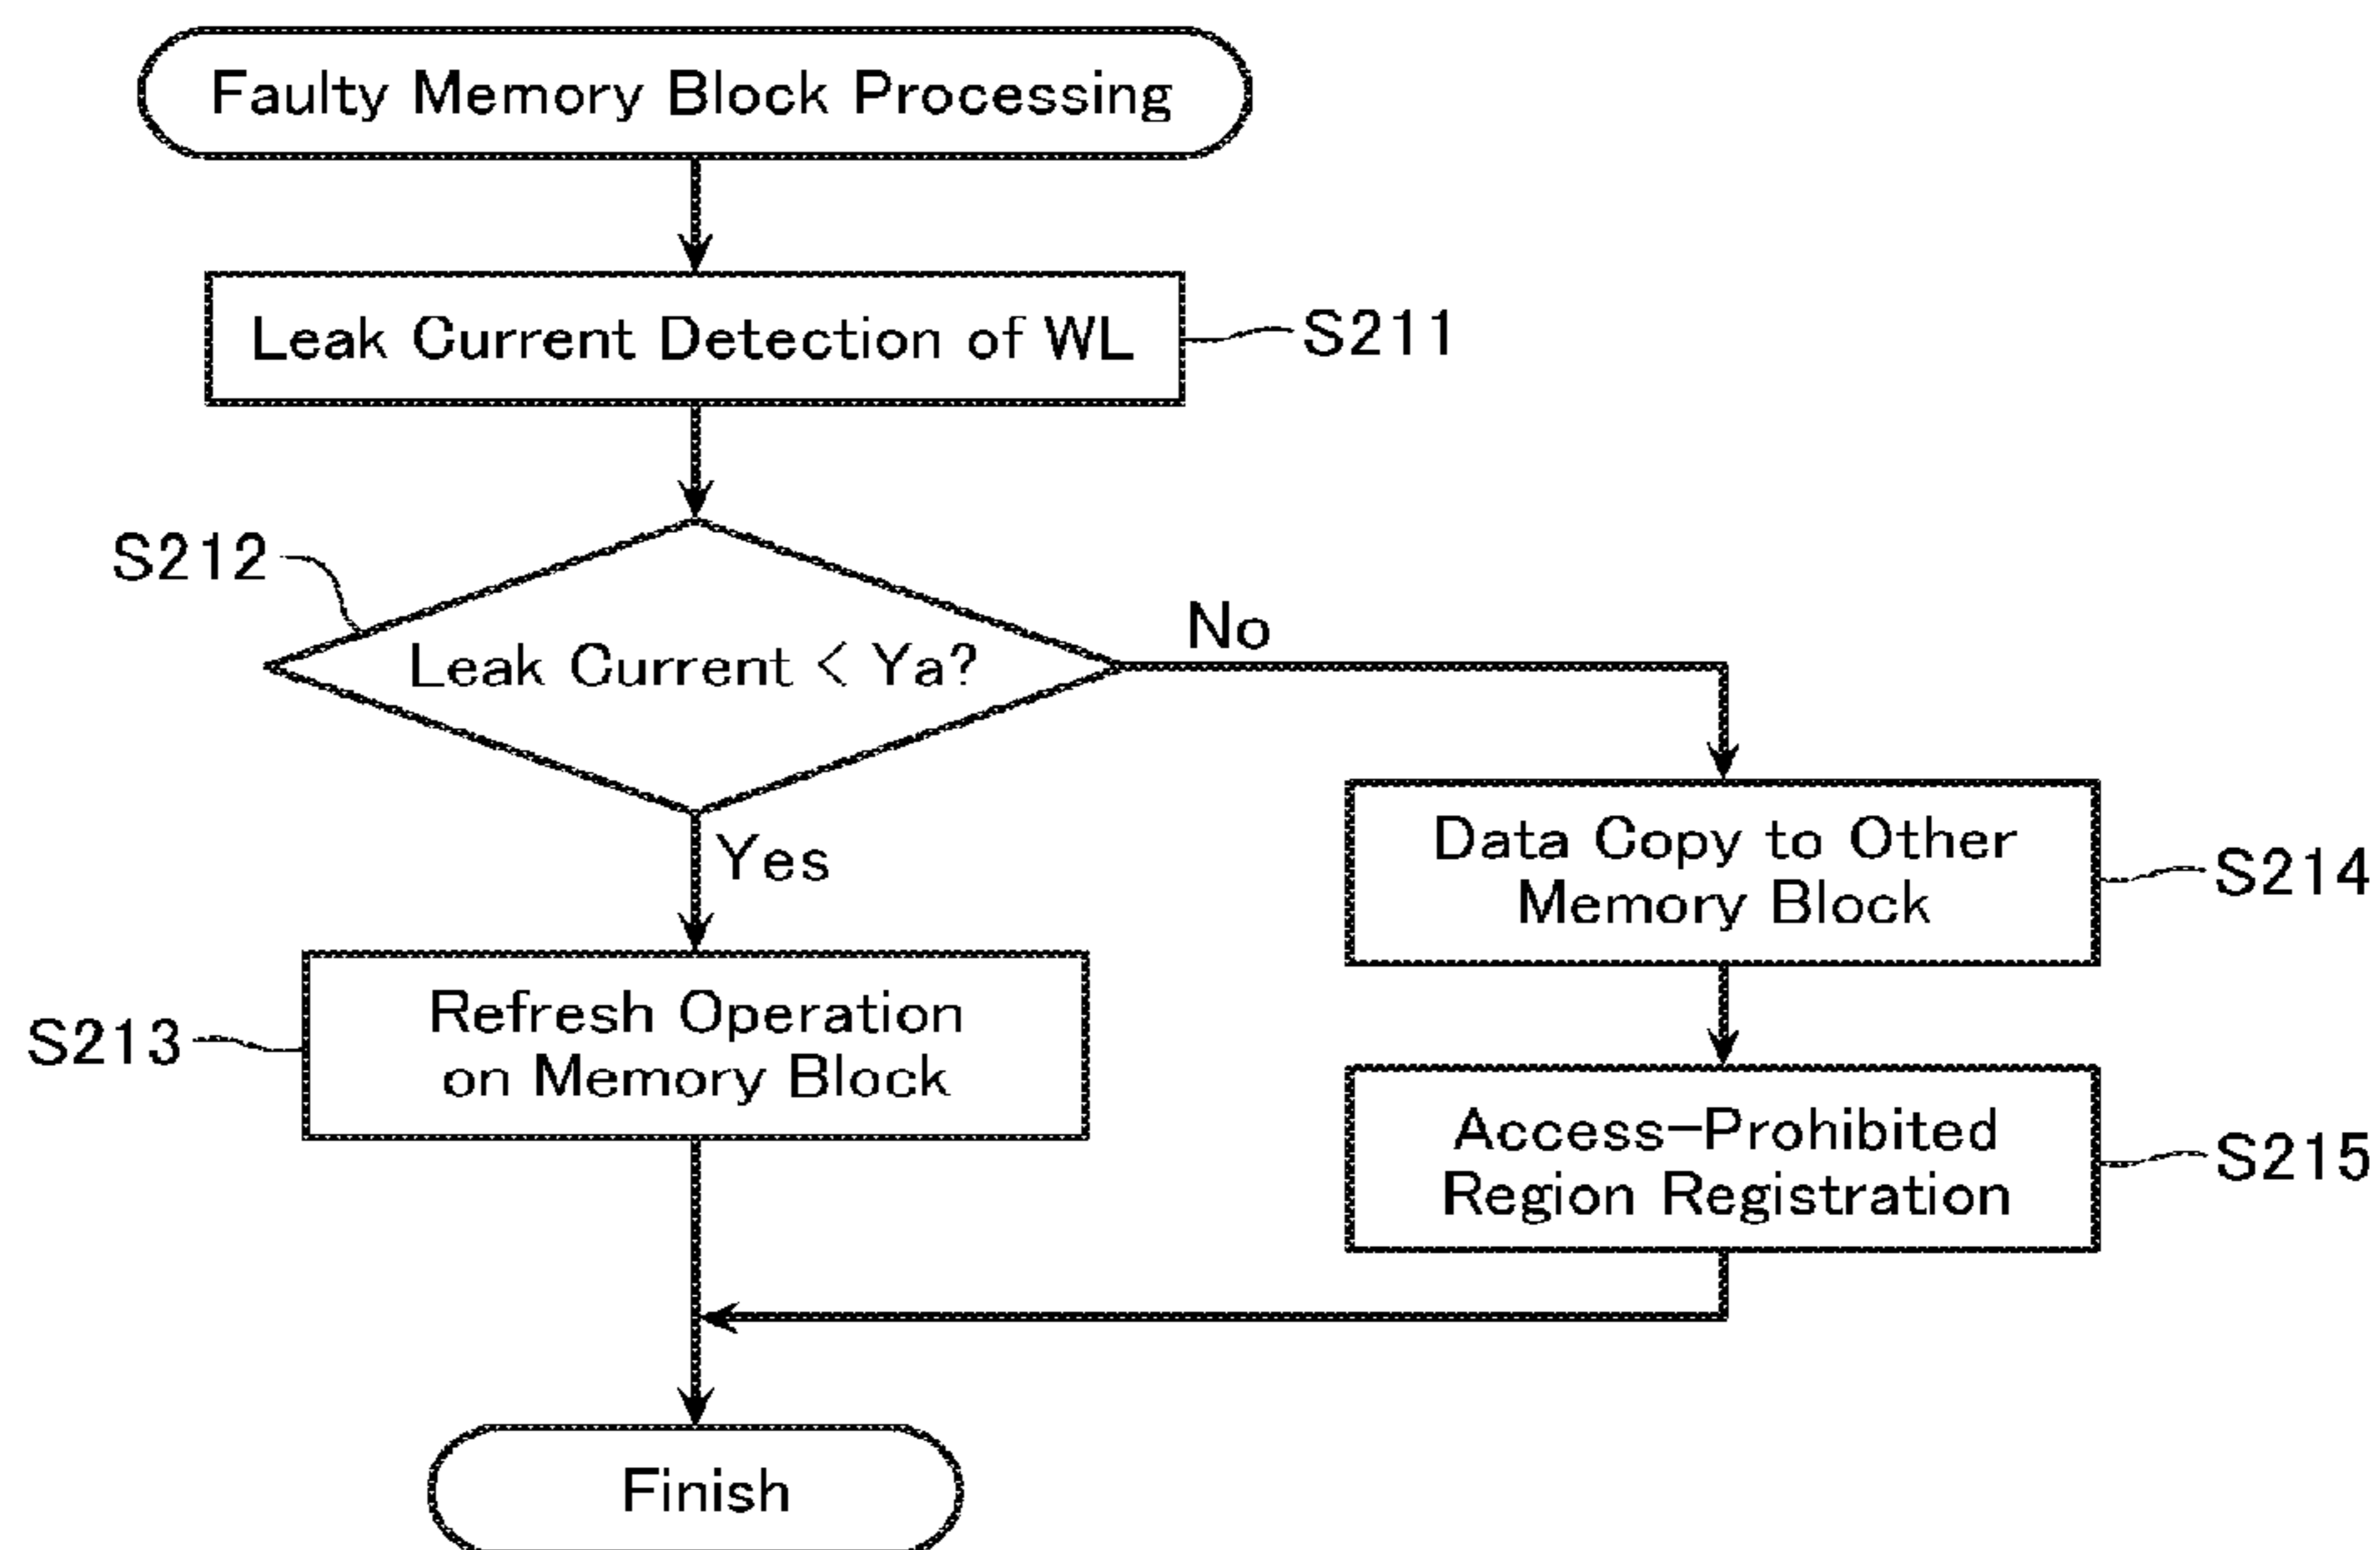 Faulty Memory Block Processing
Leak Current Detection of WL
S211
S212
Leak Current < Ya?
No
Yes
Data Copy to Other
Memory Block
S214
Refresh Operation
on Memory Block
S213
Access-Prohibited
Region Registration
S215
Finish